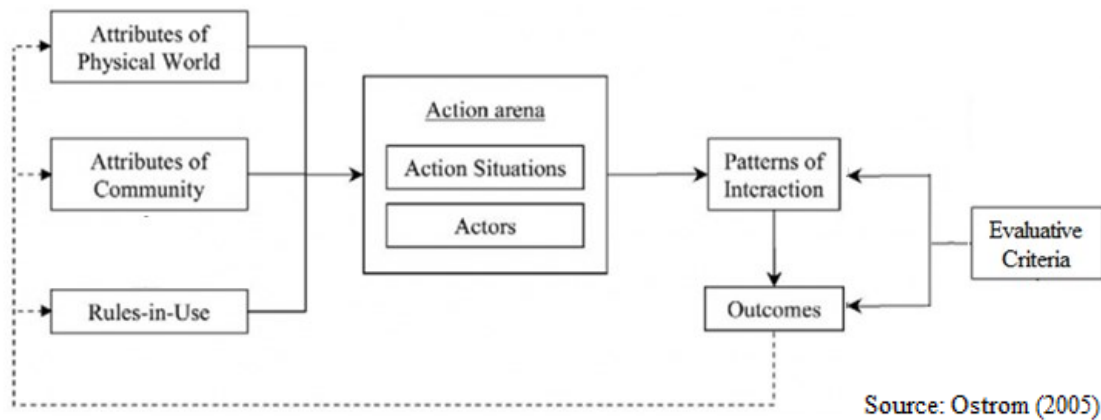 Attributes of
Physical World
Attributes of
Community
Rules-in-Use
Action arena
Action Situations
Actors
Patterns of
Interaction
Outcomes
Evaluative
Criteria
Source: Ostrom (2005)